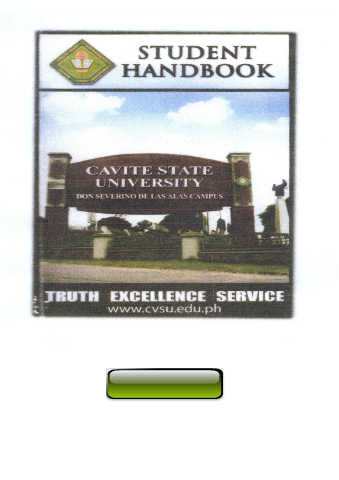 STUDENT
HANDBOOK
CAVITE STATE
UNIVERSITY
DON SEVERINO DE LAS ALAS CAMPUS
TRUTH EXCELLENCE SERVICE
www.cvsu.edu.ph